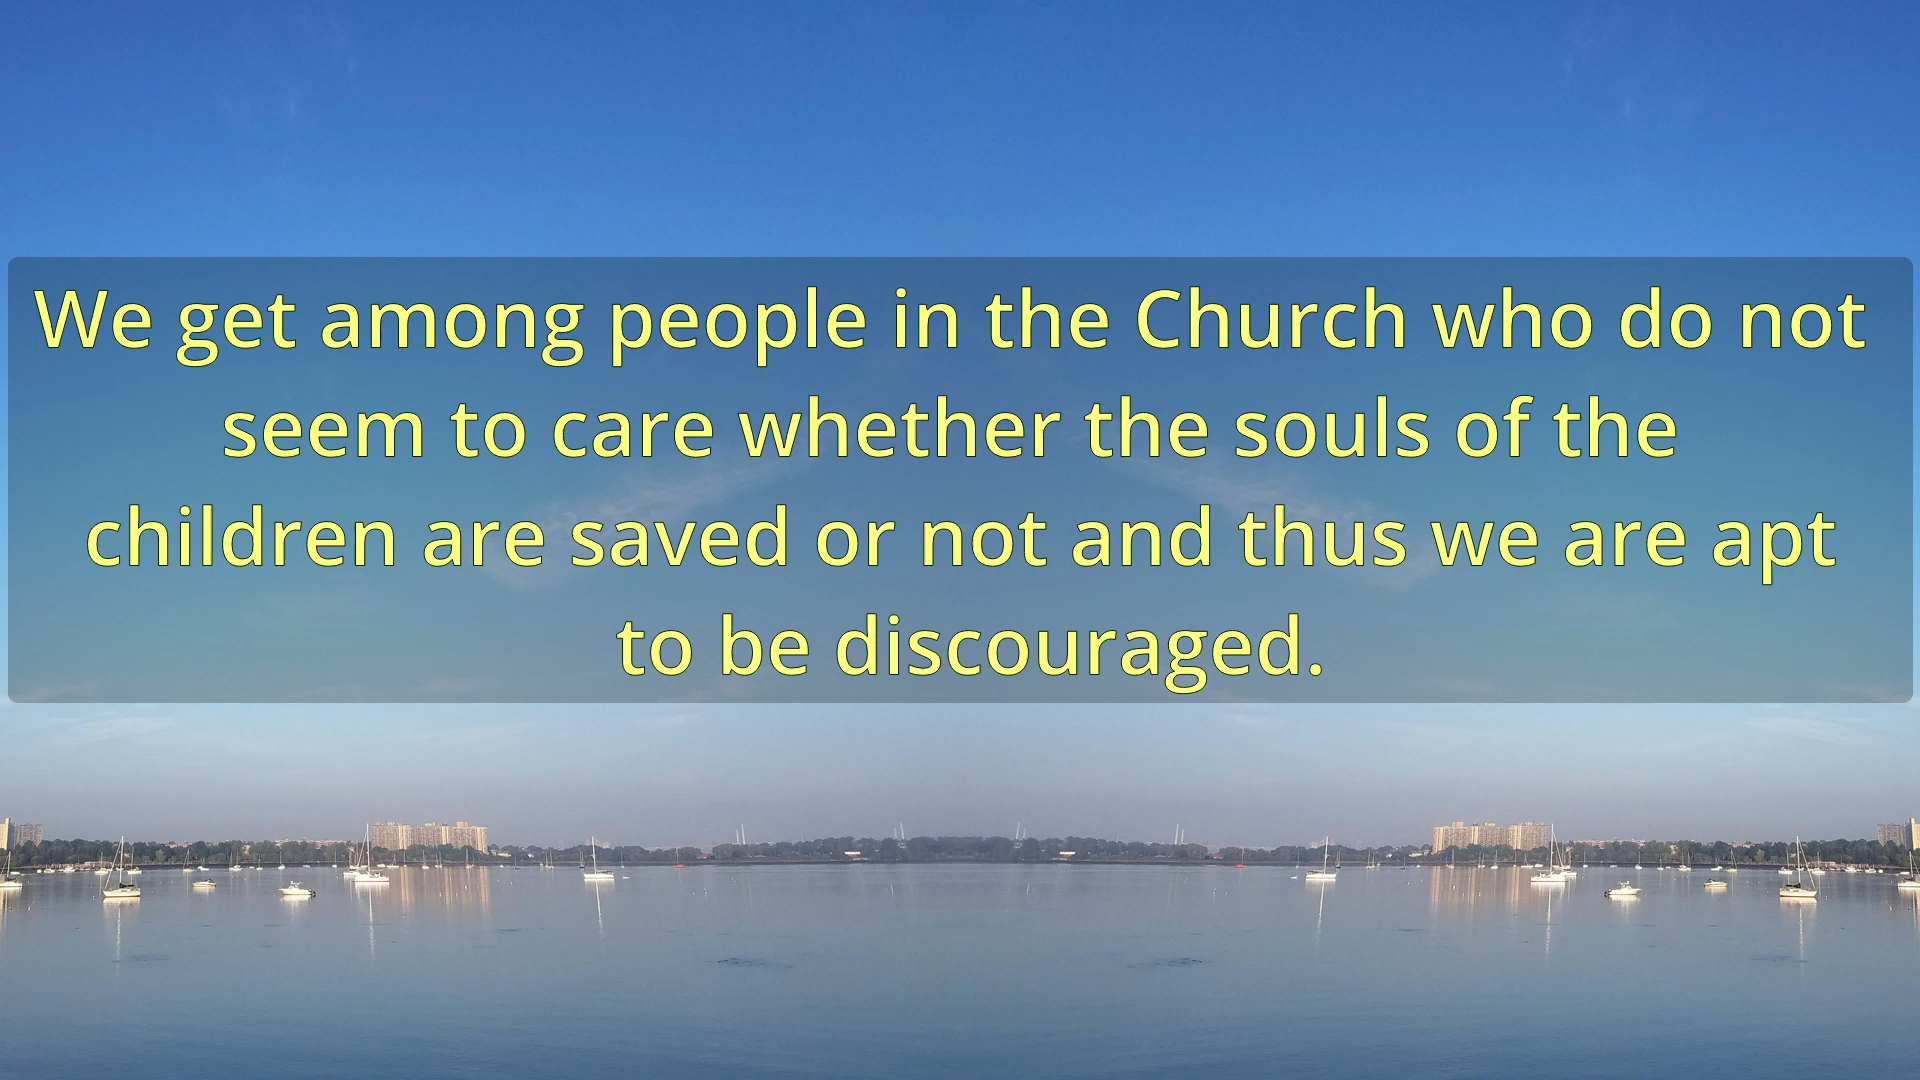 We get among people in the Church who do not
seem to care whether the souls of the
children are saved or not and thus we are apt
to be discouraged.